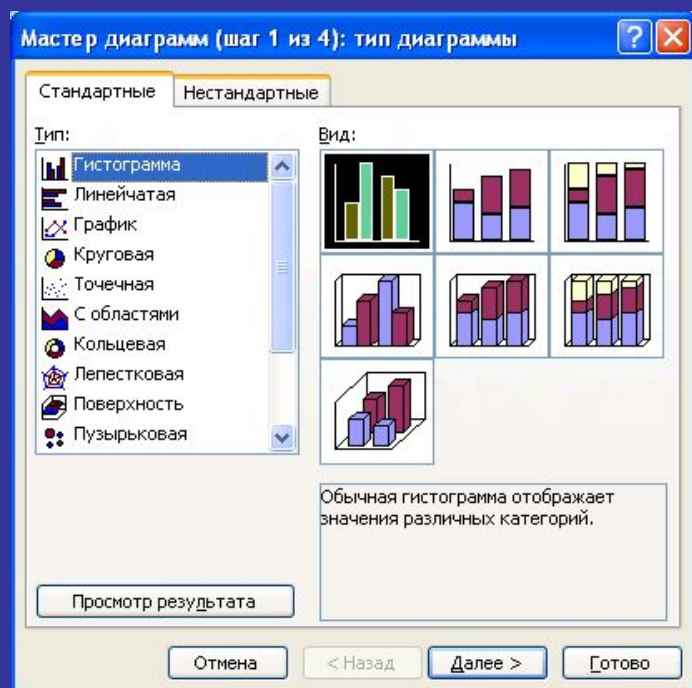 Мастер диаграмм (шаг 1 из 4): тип диаграммы
Стандартные
Нестандартные
Тип:
Гистограмма
Линейчатая
График
Круговая
Точечная
С областями
Кольцевая
Лепестковая
Поверхность
Пузырьковая
Вид:
Обычная гистограмма отображает
значения различных категорий.
Просмотр результата
Отмена
< Назад
Далее >
Готово